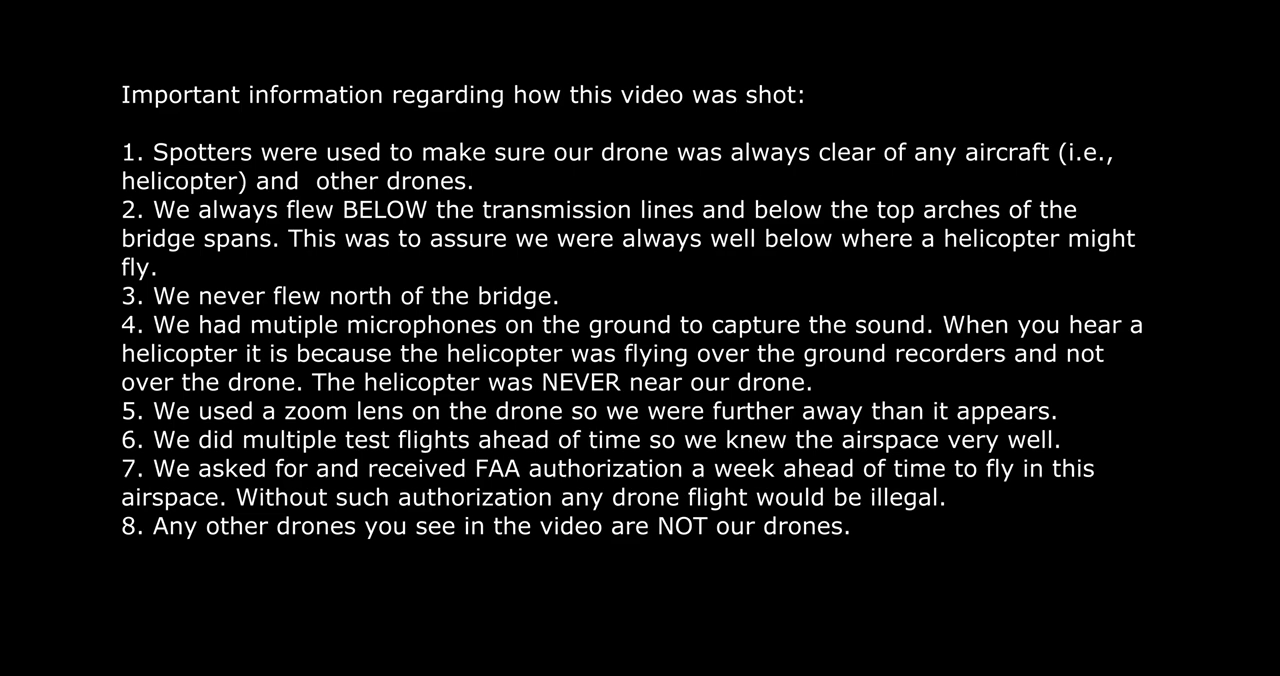 Important information regarding how this video was shot:
1. Spotters were used to make sure our drone was always clear of any aircraft (i.e.,
helicopter) and  other drones.
2. We always flew BELOW the transmission lines and below the top arches of the
bridge spans. This was to assure we were always well below where a helicopter might
fly.
3. We never flew north of the bridge.
4. We had mutiple microphones on the ground to capture the sound. When you hear a
helicopter it is because the helicopter was flying over the ground recorders and not
over the drone. The helicopter was NEVER near our drone.
5. We used a zoom lens on the drone so we were further away than it appears.
6. We did multiple test flights ahead of time so we knew the airspace very well.
7. We asked for and received FAA authorization a week ahead of time to fly in this
airspace. Without such authorization any drone flight would be illegal.
8. Any other drones you see in the video are NOT our drones.